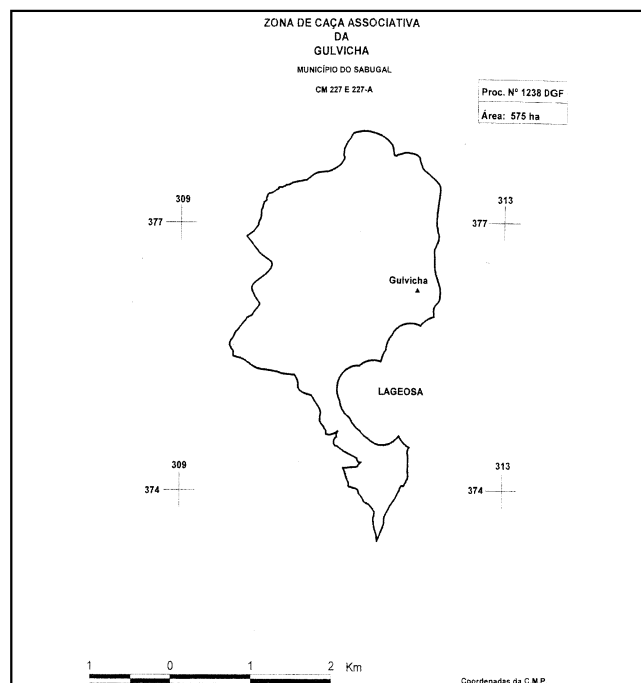 ZONA DE CAÇA ASSOCIATIVA
DA
GULVICHA
MUNICÍPIO DO SABUGAL
CM 227 E 227-A
Proc. Nº 1238 DGF
Área: 575 ha
309
377
313
377
Gulvicha
LAGEOSA
309
374
313
374
1 0 1 2 Km
Coordenadas da C.M.P.